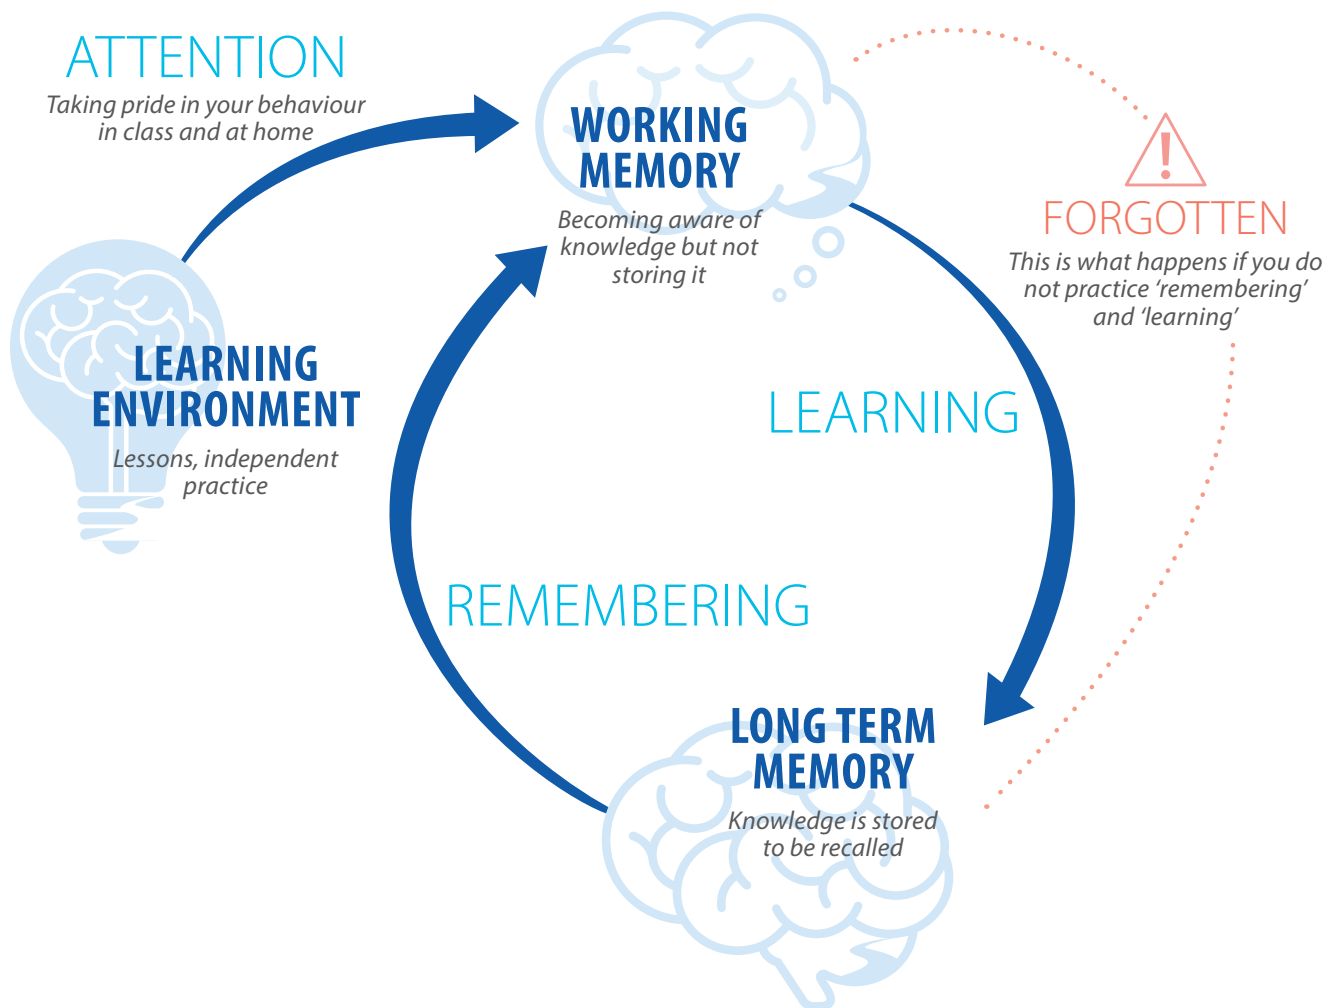 ATTENTION
Taking pride in your behaviour
in class and at home
WORKING
MEMORY
Becoming aware of
knowledge but not
storing it
FORGOTTEN
This is what happens if you do
not practice ‘remembering’
and ‘learning’
LEARNING
ENVIRONMENT
Lessons, independent
practice
LEARNING
REMEMBERING
LONG TERM
MEMORY
Knowledge is stored
to be recalled